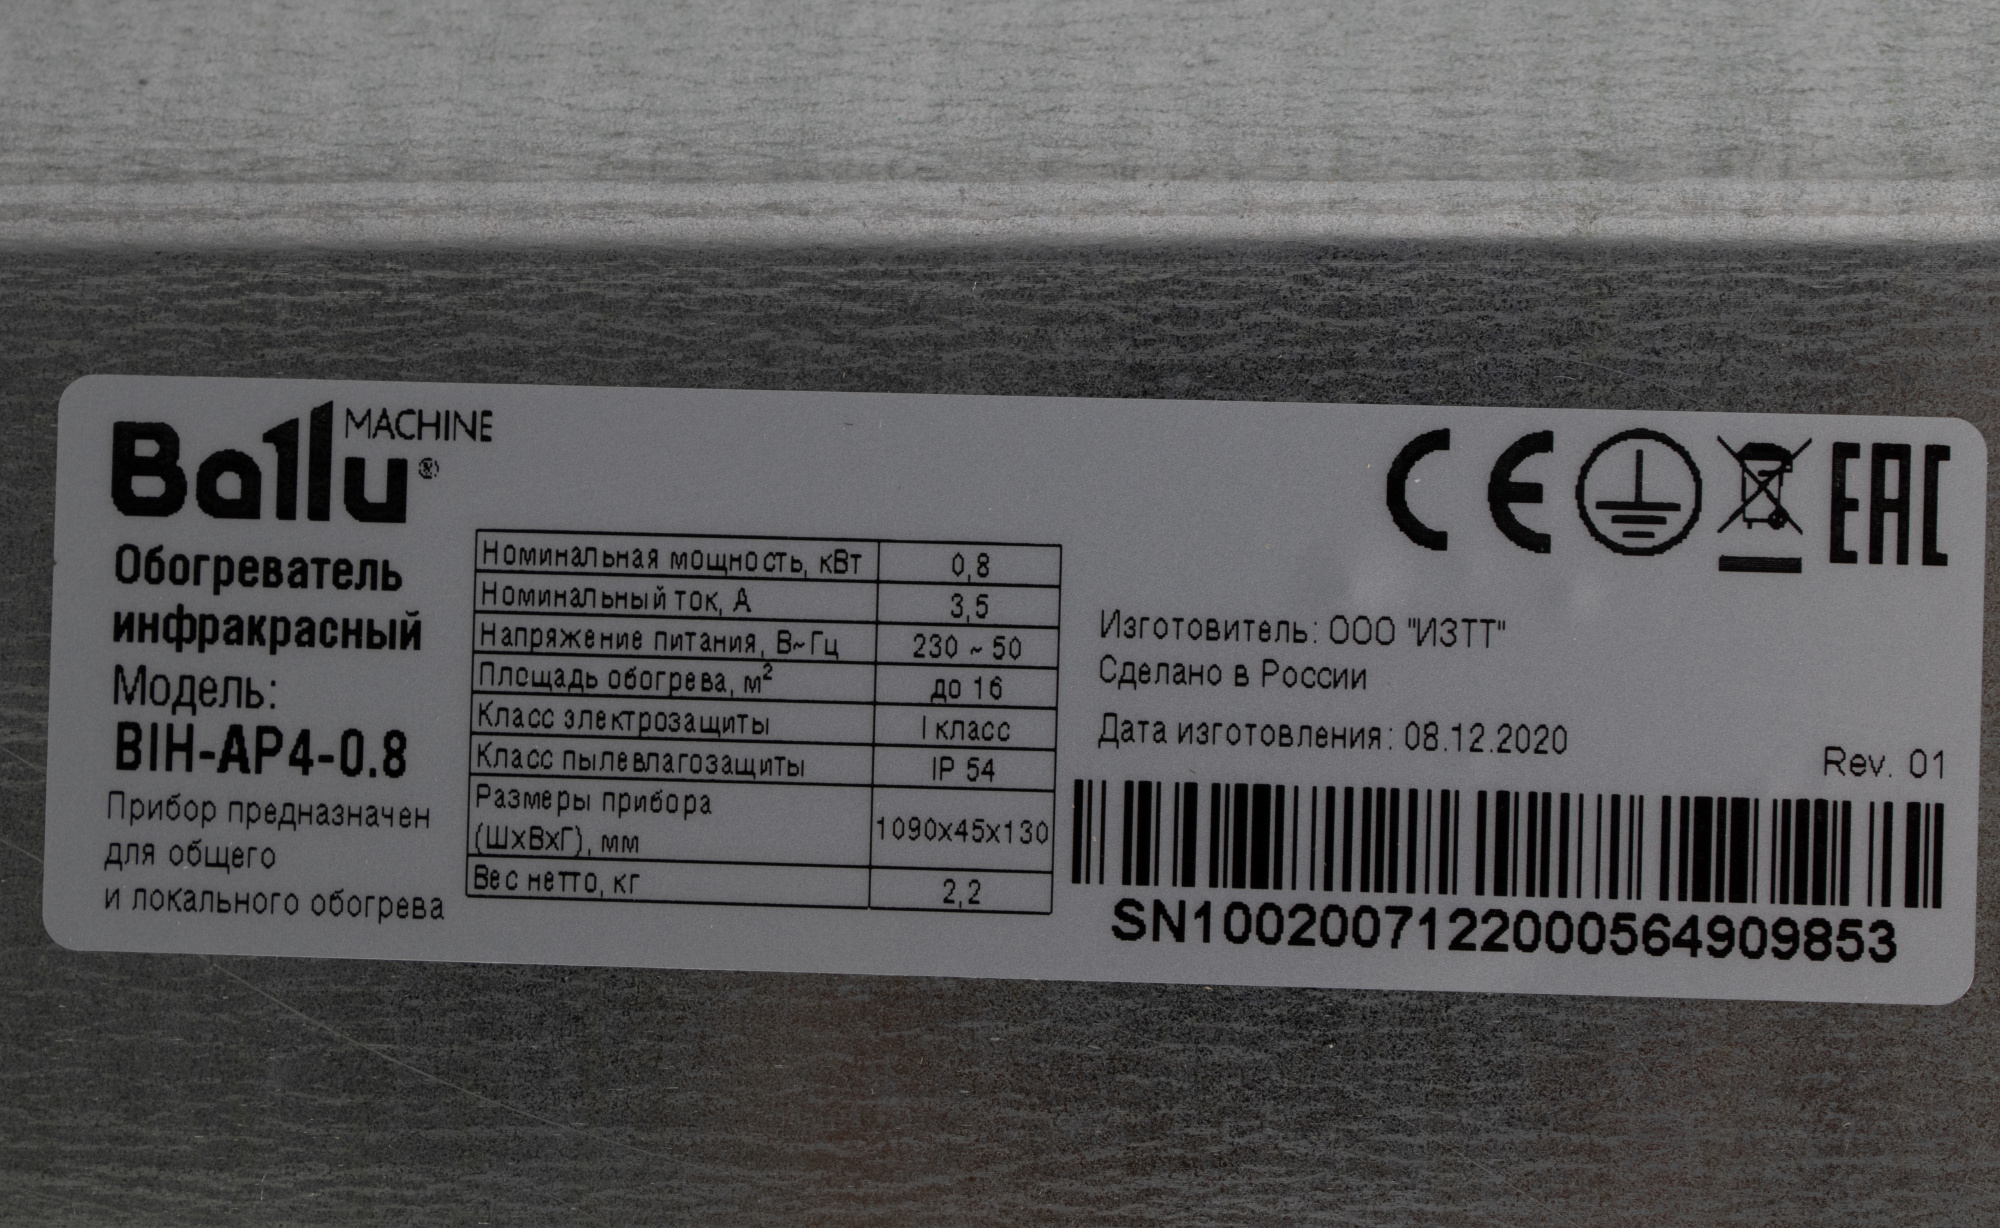 Ballu MACHINE ®
Обогреватель
инфракрасный
Модель:
BIH-AP4-0.8
Прибор предназначен
для общего
и локального обогрева
Номинальная мощность, кВт 0,8
Номинальный ток, А 3,5
Напряжение питания, В~Гц 230 ~ 50
Площадь обогрева, м² до 16
Класс электрозащиты I класс
Класс пылевлагозащиты IP 54
Размеры прибора
(ШхВхГ), мм 1090х45х130
Вес нетто, кг 2,2
CE EAC
Изготовитель: ООО "ИЗТТ"
Сделано в России
Дата изготовления: 08.12.2020
Rev. 01
SN10020071220000564909853